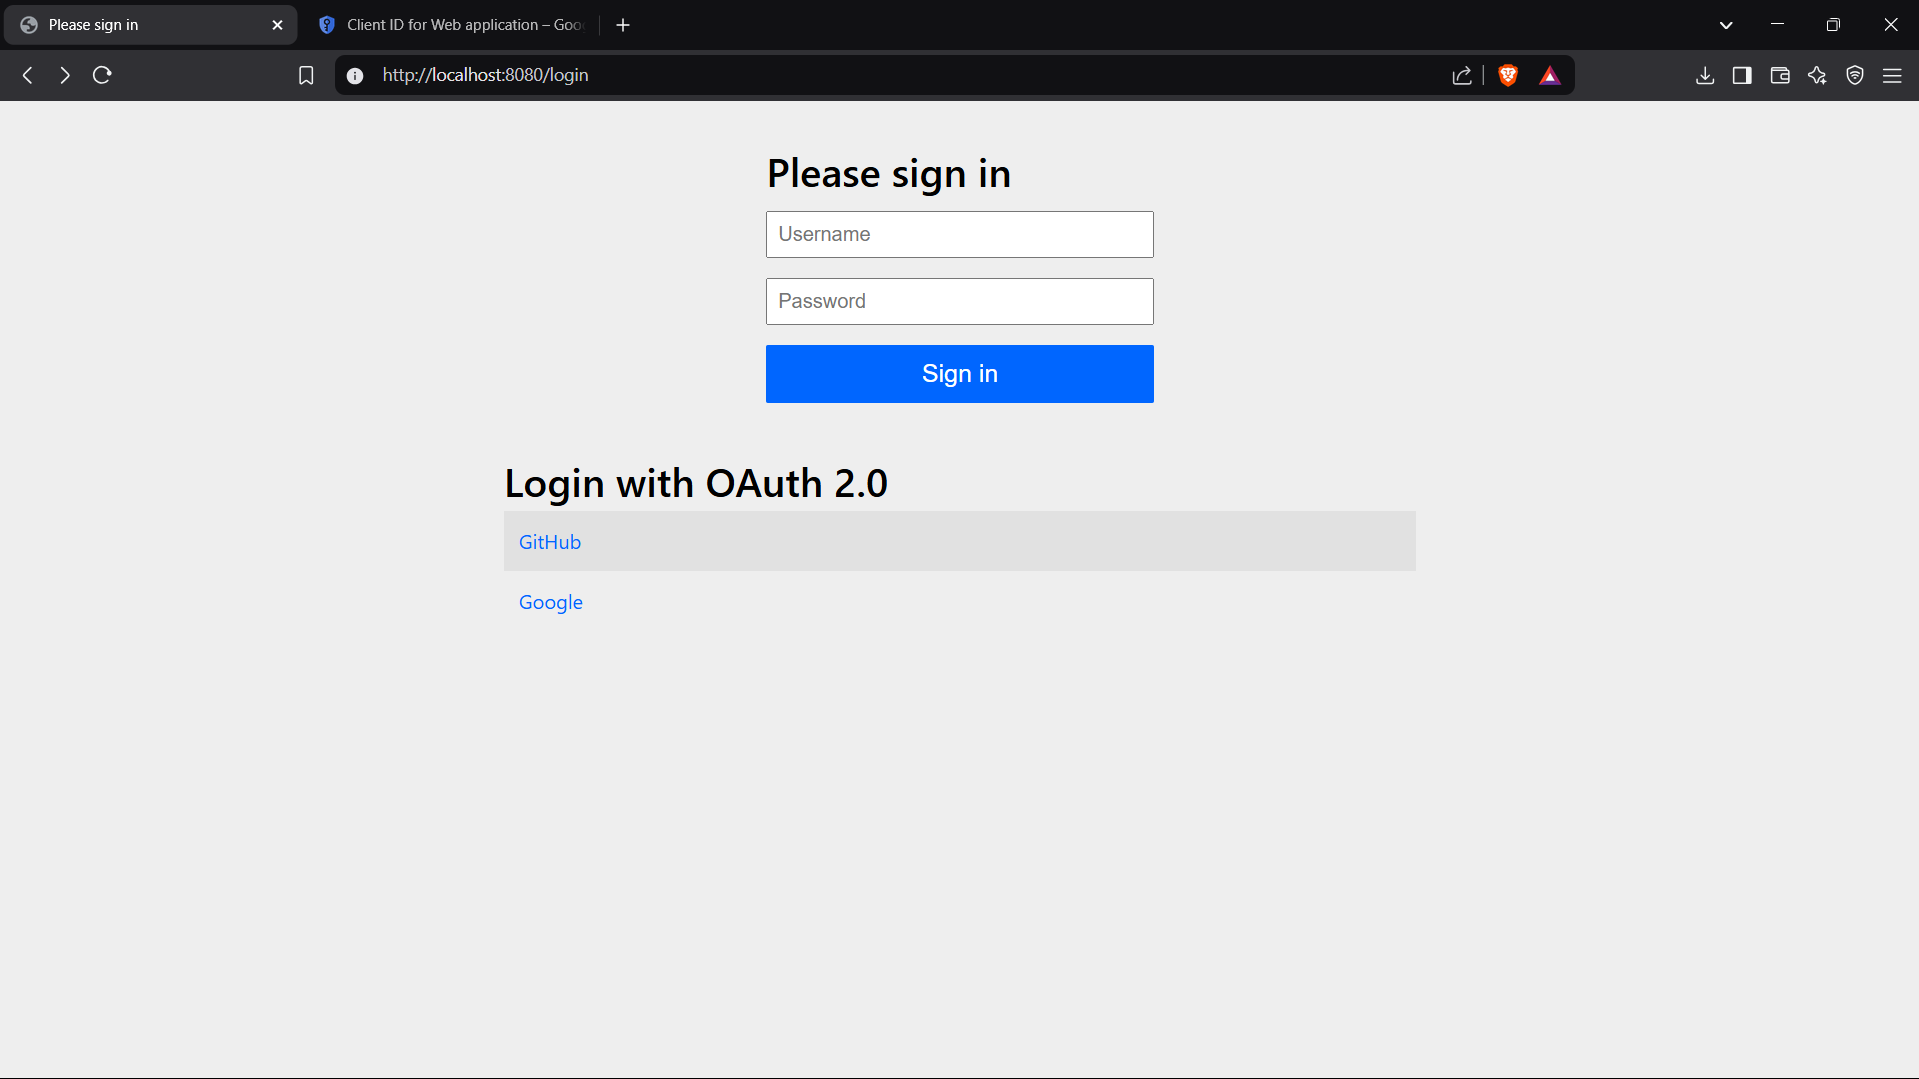 Please sign in
Client ID for Web application – Goo
http://localhost:8080/login
Please sign in
Username
Password
Sign in
Login with OAuth 2.0
GitHub
Google